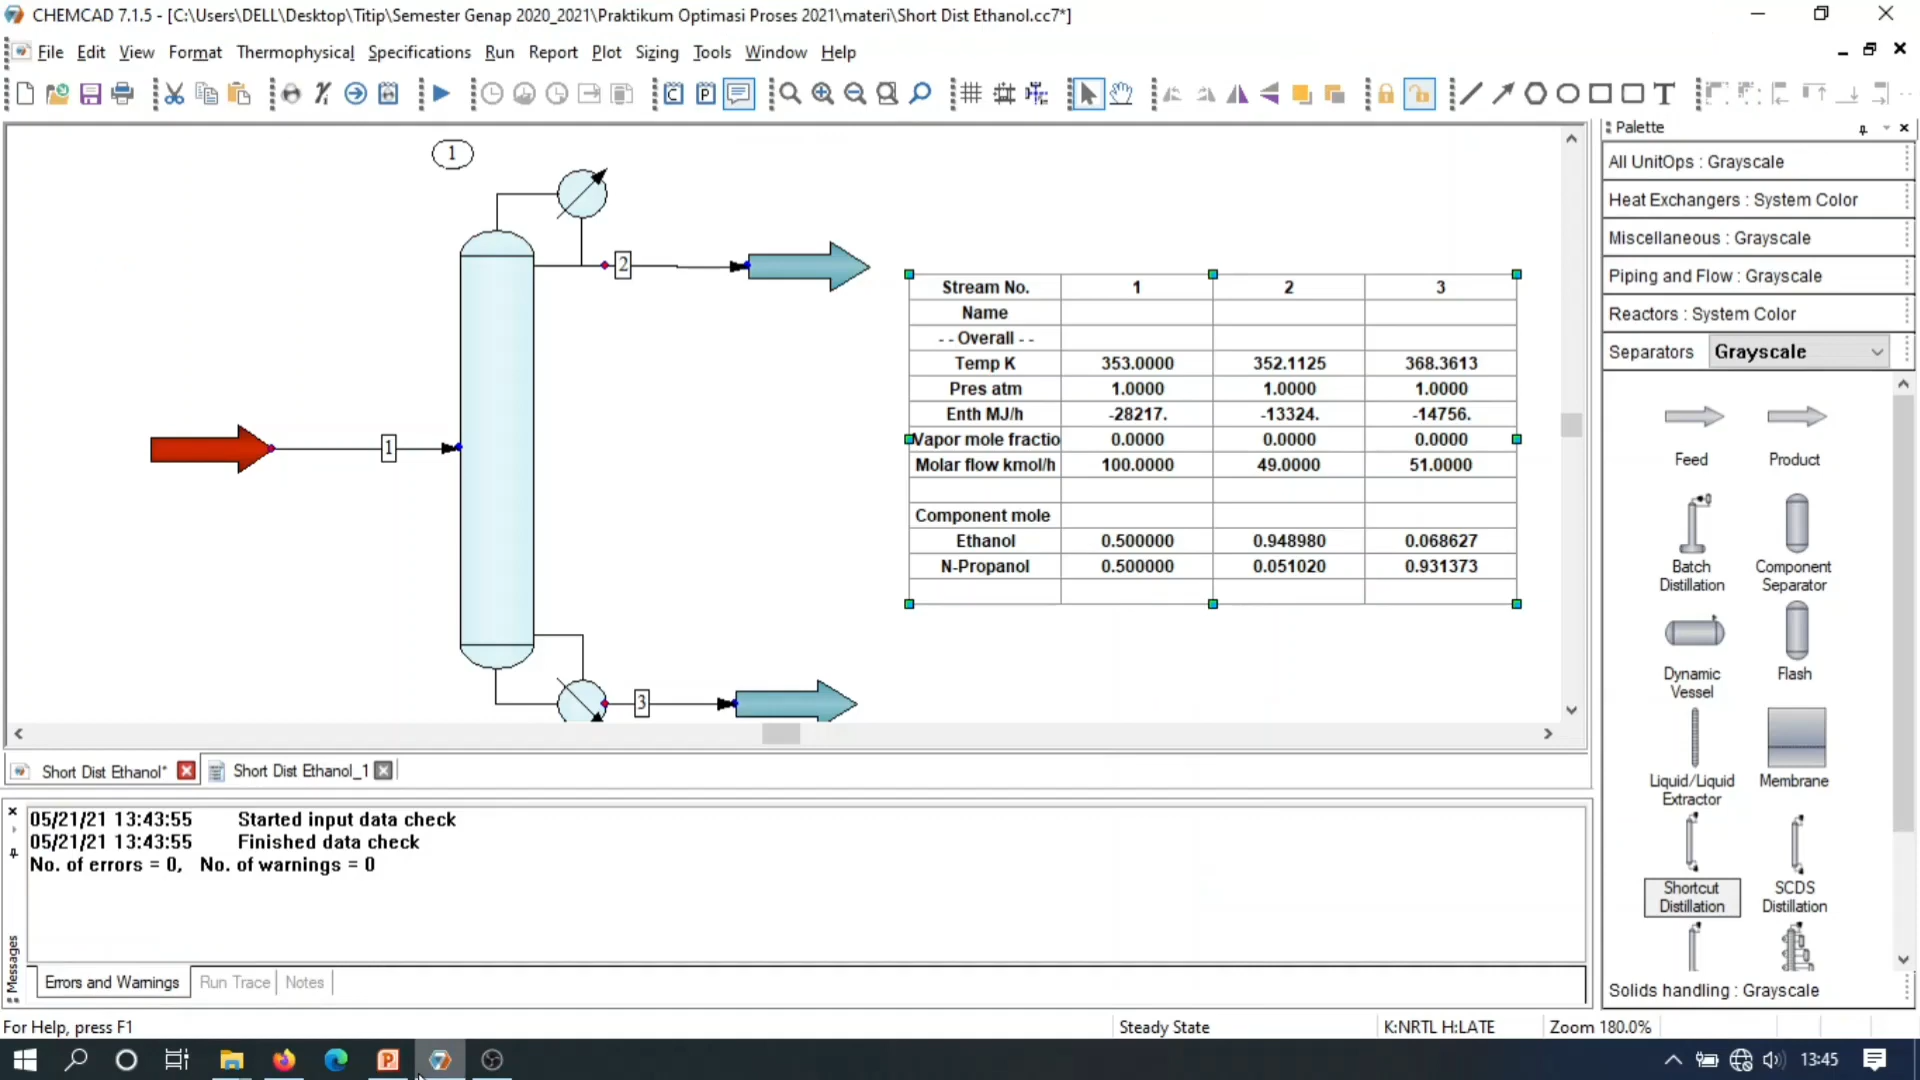 CHEMCAD 7.1.5 - [C:\Users\DELL\Desktop\Titip\Semester Genap 2020_2021\Praktikum Optimasi Proses 2021\materi\Short Dist Ethanol.cc7*]
File Edit View Format Thermophysical Specifications Run Report Plot Sizing Tools Window Help
1
2
1
3
Stream No. 1 2 3
Name
- - Overall - -
Temp K 353.0000 352.1125 368.3613
Pres atm 1.0000 1.0000 1.0000
Enth MJ/h -28217. -13324. -14756.
Vapor mole fractio 0.0000 0.0000 0.0000
Molar flow kmol/h 100.0000 49.0000 51.0000
Component mole
Ethanol 0.500000 0.948980 0.068627
N-Propanol 0.500000 0.051020 0.931373
Palette
All UnitOps : Grayscale
Heat Exchangers : System Color
Miscellaneous : Grayscale
Piping and Flow : Grayscale
Reactors : System Color
Separators Grayscale
Feed Product
Batch Distillation Component Separator
Dynamic Vessel Flash
Liquid/Liquid Extractor Membrane
Shortcut Distillation SCDS Distillation
Solids handling : Grayscale
Short Dist Ethanol* Short Dist Ethanol_1
05/21/21 13:43:55 Started input data check
05/21/21 13:43:55 Finished data check
No. of errors = 0, No. of warnings = 0
Messages
Errors and Warnings Run Trace Notes
For Help, press F1 Steady State K:NRTL H:LATE Zoom 180.0%
13:45